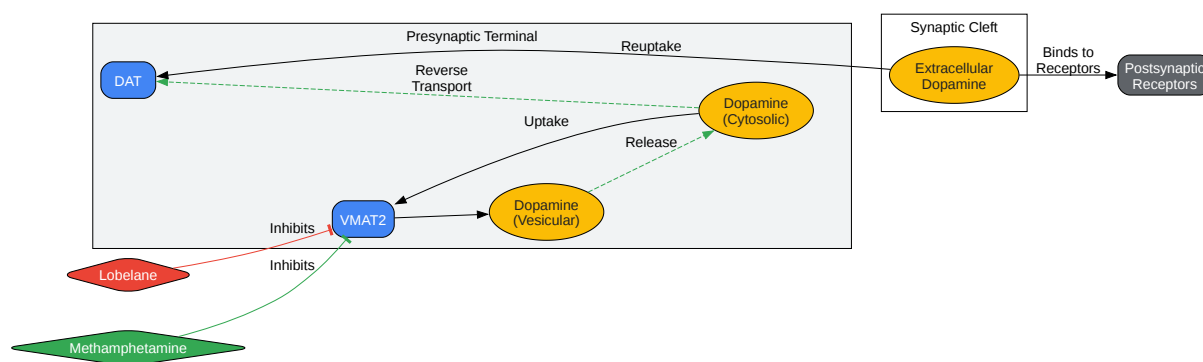 Presynaptic Terminal
Synaptic Cleft
Reuptake
DAT
Reverse
Transport
Extracellular
Dopamine
Binds to
Receptors
Postsynaptic
Receptors
Dopamine
(Cytosolic)
Uptake
Release
VMAT2
Dopamine
(Vesicular)
Inhibits
Lobelane
Inhibits
Methamphetamine